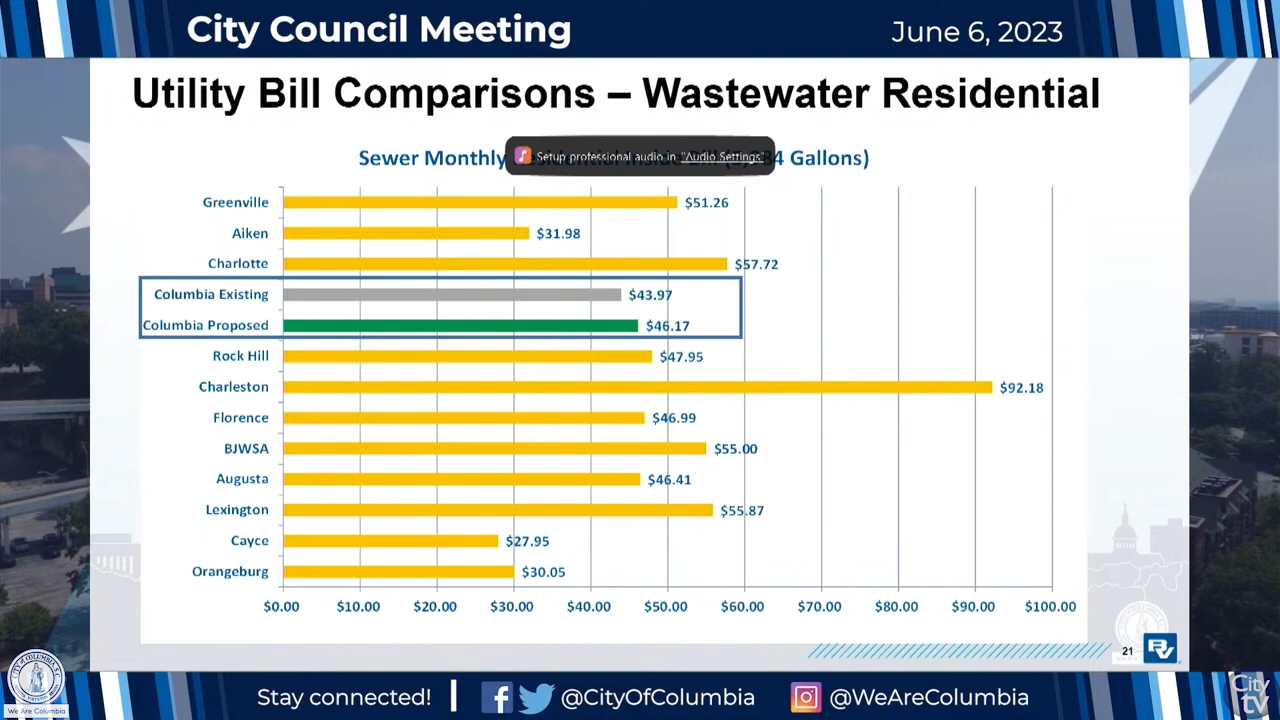 City Council Meeting
June 6, 2023
Utility Bill Comparisons – Wastewater Residential
Sewer Monthly
4 Gallons)
Setup professional audio in "Audio Settings"
Greenville
$51.26
Aiken
$31.98
Charlotte
$57.72
Columbia Existing
$43.97
Columbia Proposed
$46.17
Rock Hill
$47.95
Charleston
$92.18
Florence
$46.99
BJWSA
$55.00
Augusta
$46.41
Lexington
$55.87
Cayce
$27.95
Orangeburg
$30.05
$0.00 $10.00 $20.00 $30.00 $40.00 $50.00 $60.00 $70.00 $80.00 $90.00 $100.00
21
BV
We Are Columbia
Stay connected!
@CityOfColumbia
@WeAreColumbia
City
tv